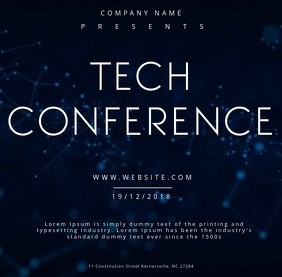 COMPANY NAME
PRESENTS
TECH
CONFERENCE
WWW.WEBSITE.COM
19/12/2018
Lorem Ipsum is simply dummy text of the printing and
typesetting industry. Lorem Ipsum has been the industry's
standard dummy text ever since the 1500s
11 Constitution Street Kernersville, NC 27284